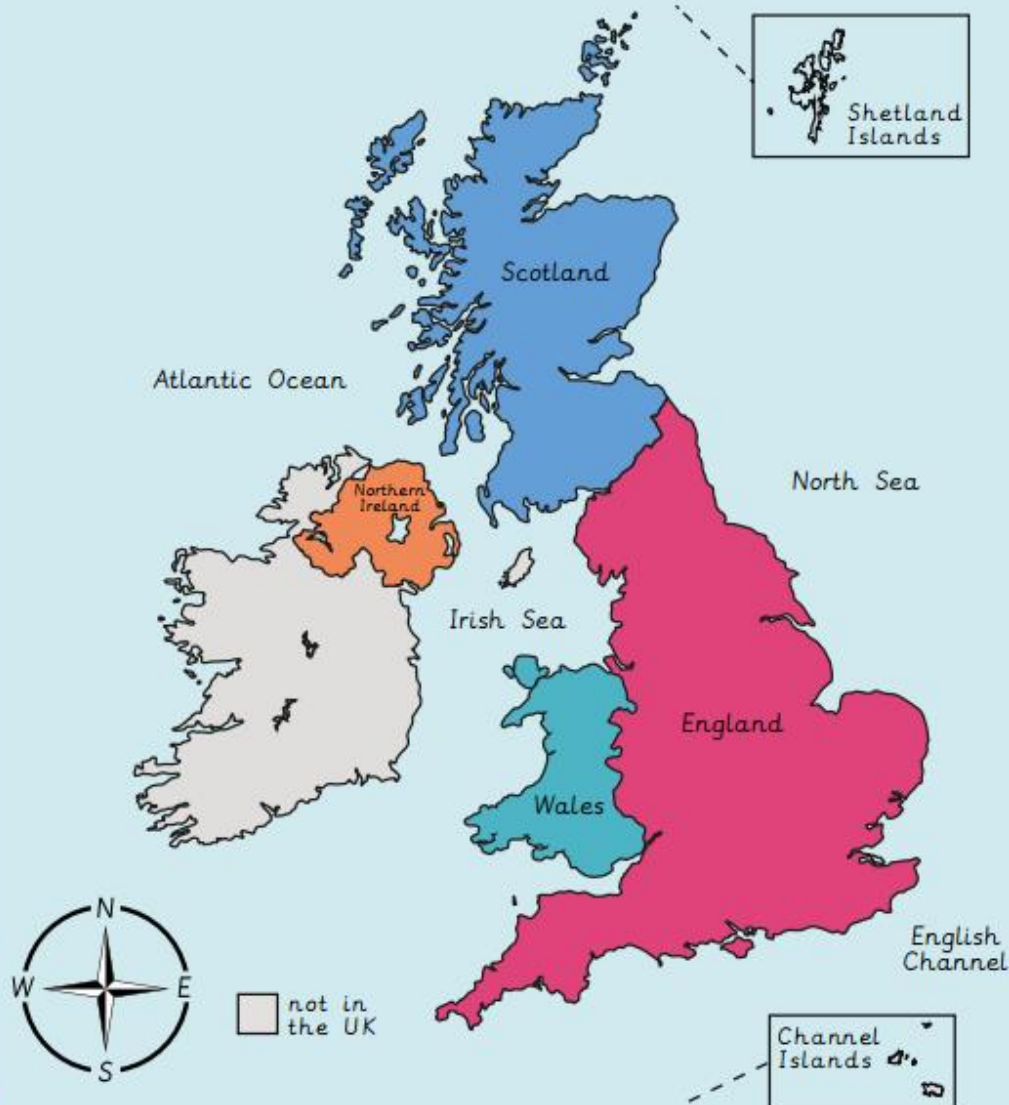 Shetland
Islands
Scotland
Atlantic Ocean
Northern
Ireland
North Sea
Irish Sea
England
Wales
N
W
E
S
not in
the UK
English
Channel
Channel
Islands